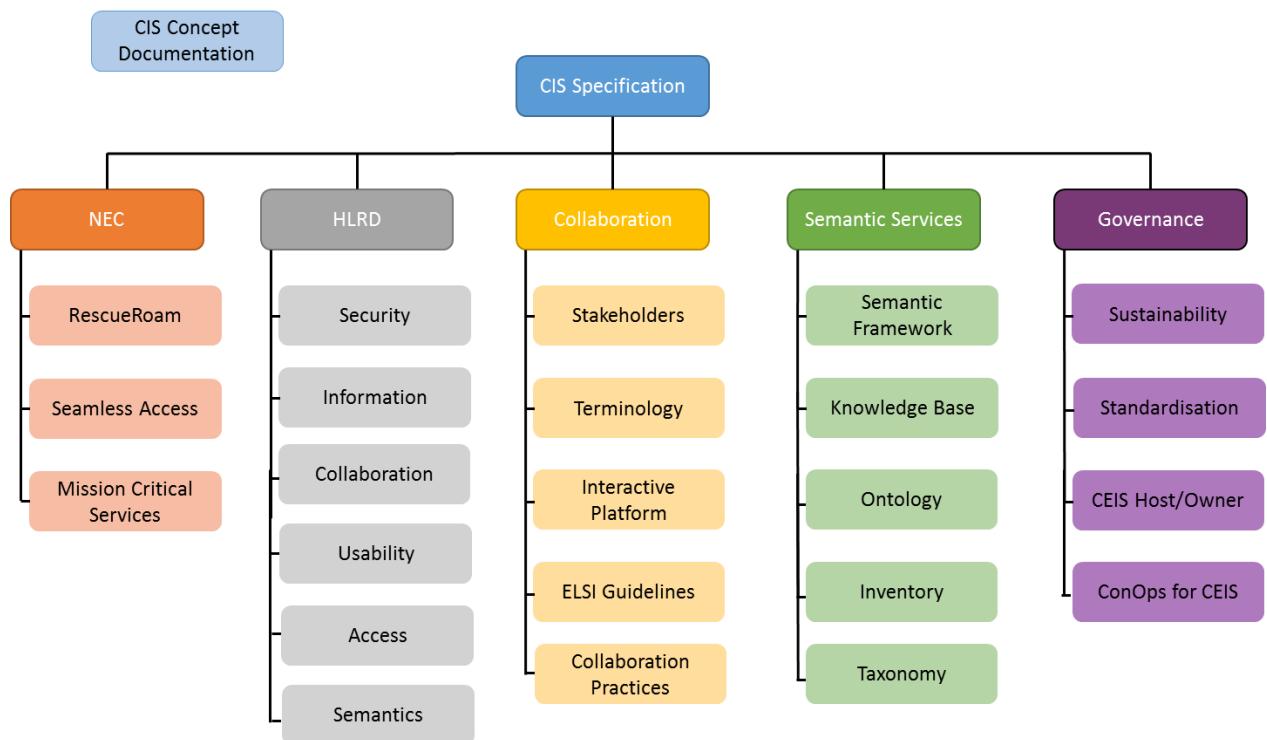 CIS Concept
Documentation
CIS Specification
NEC
HLRD
Collaboration
Semantic Services
Governance
RescueRoam
Seamless Access
Mission Critical
Services
Security
Information
Collaboration
Usability
Access
Semantics
Stakeholders
Terminology
Interactive
Platform
ELSI Guidelines
Collaboration
Practices
Semantic
Framework
Knowledge Base
Ontology
Inventory
Taxonomy
Sustainability
Standardisation
CEIS Host/Owner
ConOps for CEIS